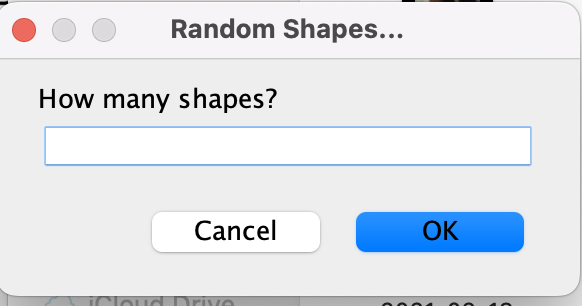 Random Shapes...
How many shapes?
Cancel
OK
iCloud Drive